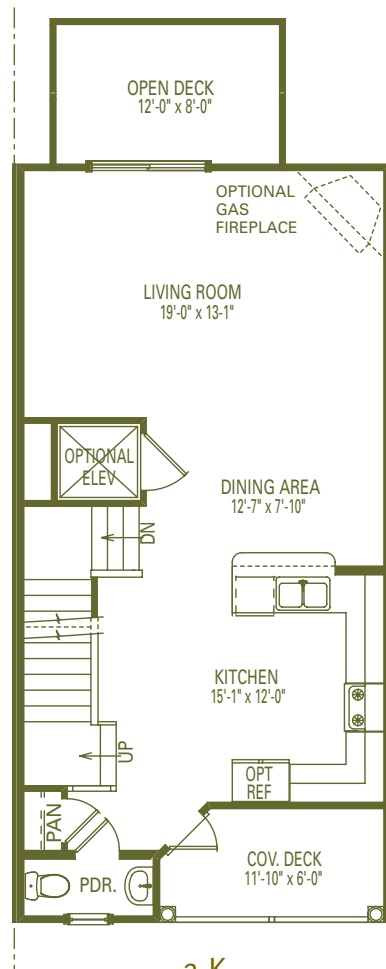 OPEN DECK
12'-0" x 8'-0"
OPTIONAL
GAS
FIREPLACE
LIVING ROOM
19'-0" x 13-1"
OPTIONAL
ELEV
DINING AREA
12'-7" x 7'-10"
DN
KITCHEN
15'-1" x 12'-0"
UP
OPT
REF
PAN
PDR.
COV. DECK
11'-10" x 6'-0"